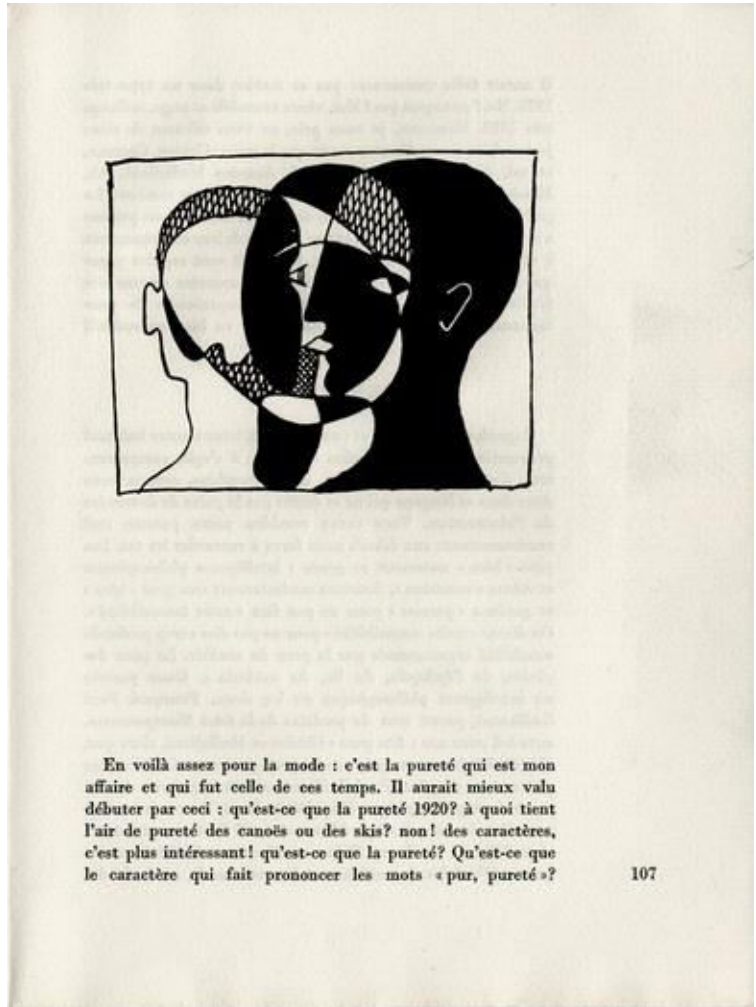 En voilà assez pour la mode : c'est la pureté qui est mon
affaire et qui fut celle de ces temps. Il aurait mieux valu
débuter par ceci : qu'est-ce que la pureté 1920? à quoi tient
l'air de pureté des canoës ou des skis? non! des caractères,
c'est plus intéressant! qu'est-ce que la pureté? Qu'est-ce que
le caractère qui fait prononcer les mots « pur, pureté »?
107